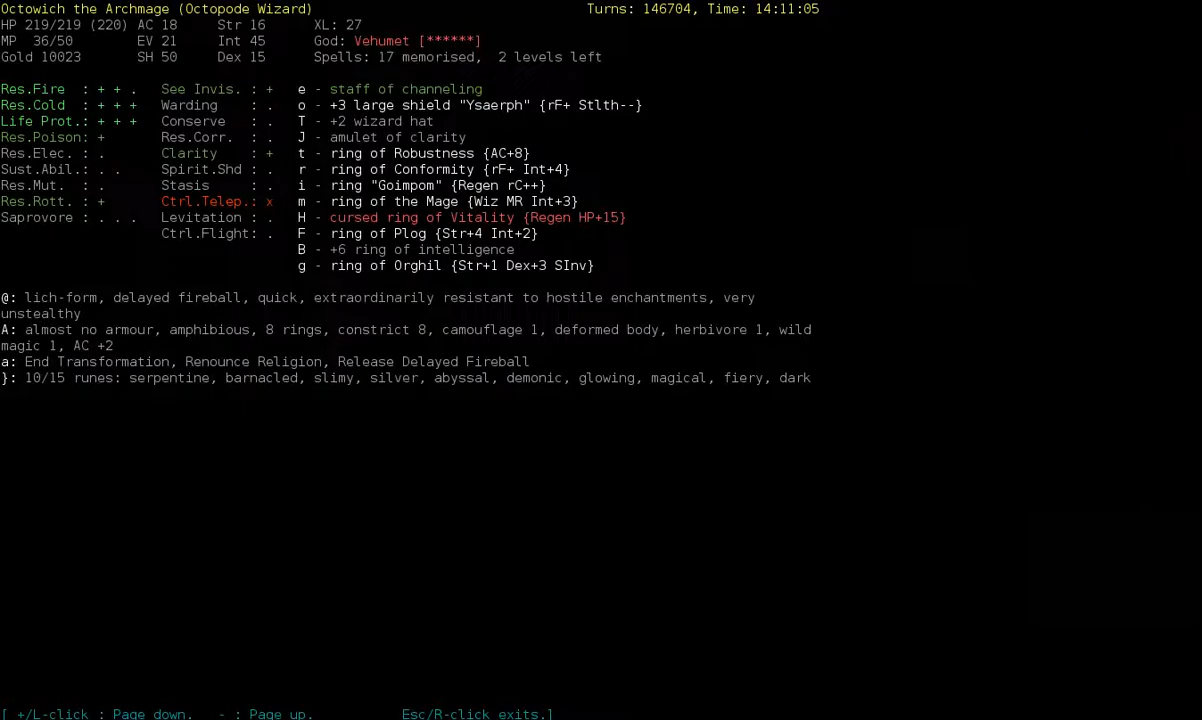 Octowich the Archmage (Octopode Wizard) Turns: 146704, Time: 14:11:05
HP 219/219 (220) AC 18 Str 16 XL: 27
MP 36/50 EV 21 Int 45 God: Vehumet [******]
Gold 10023 SH 50 Dex 15 Spells: 17 memorised, 2 levels left
Res.Fire : + + . See Invis. : + e - staff of channeling
Res.Cold : + + + Warding : . o - +3 large shield "Ysaerph" {rF+ Stlth--}
Life Prot.: + + + Conserve : . T - +2 wizard hat
Res.Poison: + Res.Corr. : . J - amulet of clarity
Res.Elec. : . Clarity : + t - ring of Robustness {AC+8}
Sust.Abil.: . . Spirit.Shd : . r - ring of Conformity {rF+ Int+4}
Res.Mut. : . Stasis : . i - ring "Goimpom" {Regen rC++}
Res.Rott. : + Ctrl.Telep.: x m - ring of the Mage {Wiz MR Int+3}
Saprovore : . . . Levitation : . H - cursed ring of Vitality {Regen HP+15}
Ctrl.Flight: . F - ring of Plog {Str+4 Int+2}
B - +6 ring of intelligence
g - ring of Orghil {Str+1 Dex+3 SInv}
@: lich-form, delayed fireball, quick, extraordinarily resistant to hostile enchantments, very
unstealthy
A: almost no armour, amphibious, 8 rings, constrict 8, camouflage 1, deformed body, herbivore 1, wild
magic 1, AC +2
a: End Transformation, Renounce Religion, Release Delayed Fireball
}: 10/15 runes: serpentine, barnacled, slimy, silver, abyssal, demonic, glowing, magical, fiery, dark
[ +/L-click : Page down. - : Page up. Esc/R-click exits.]